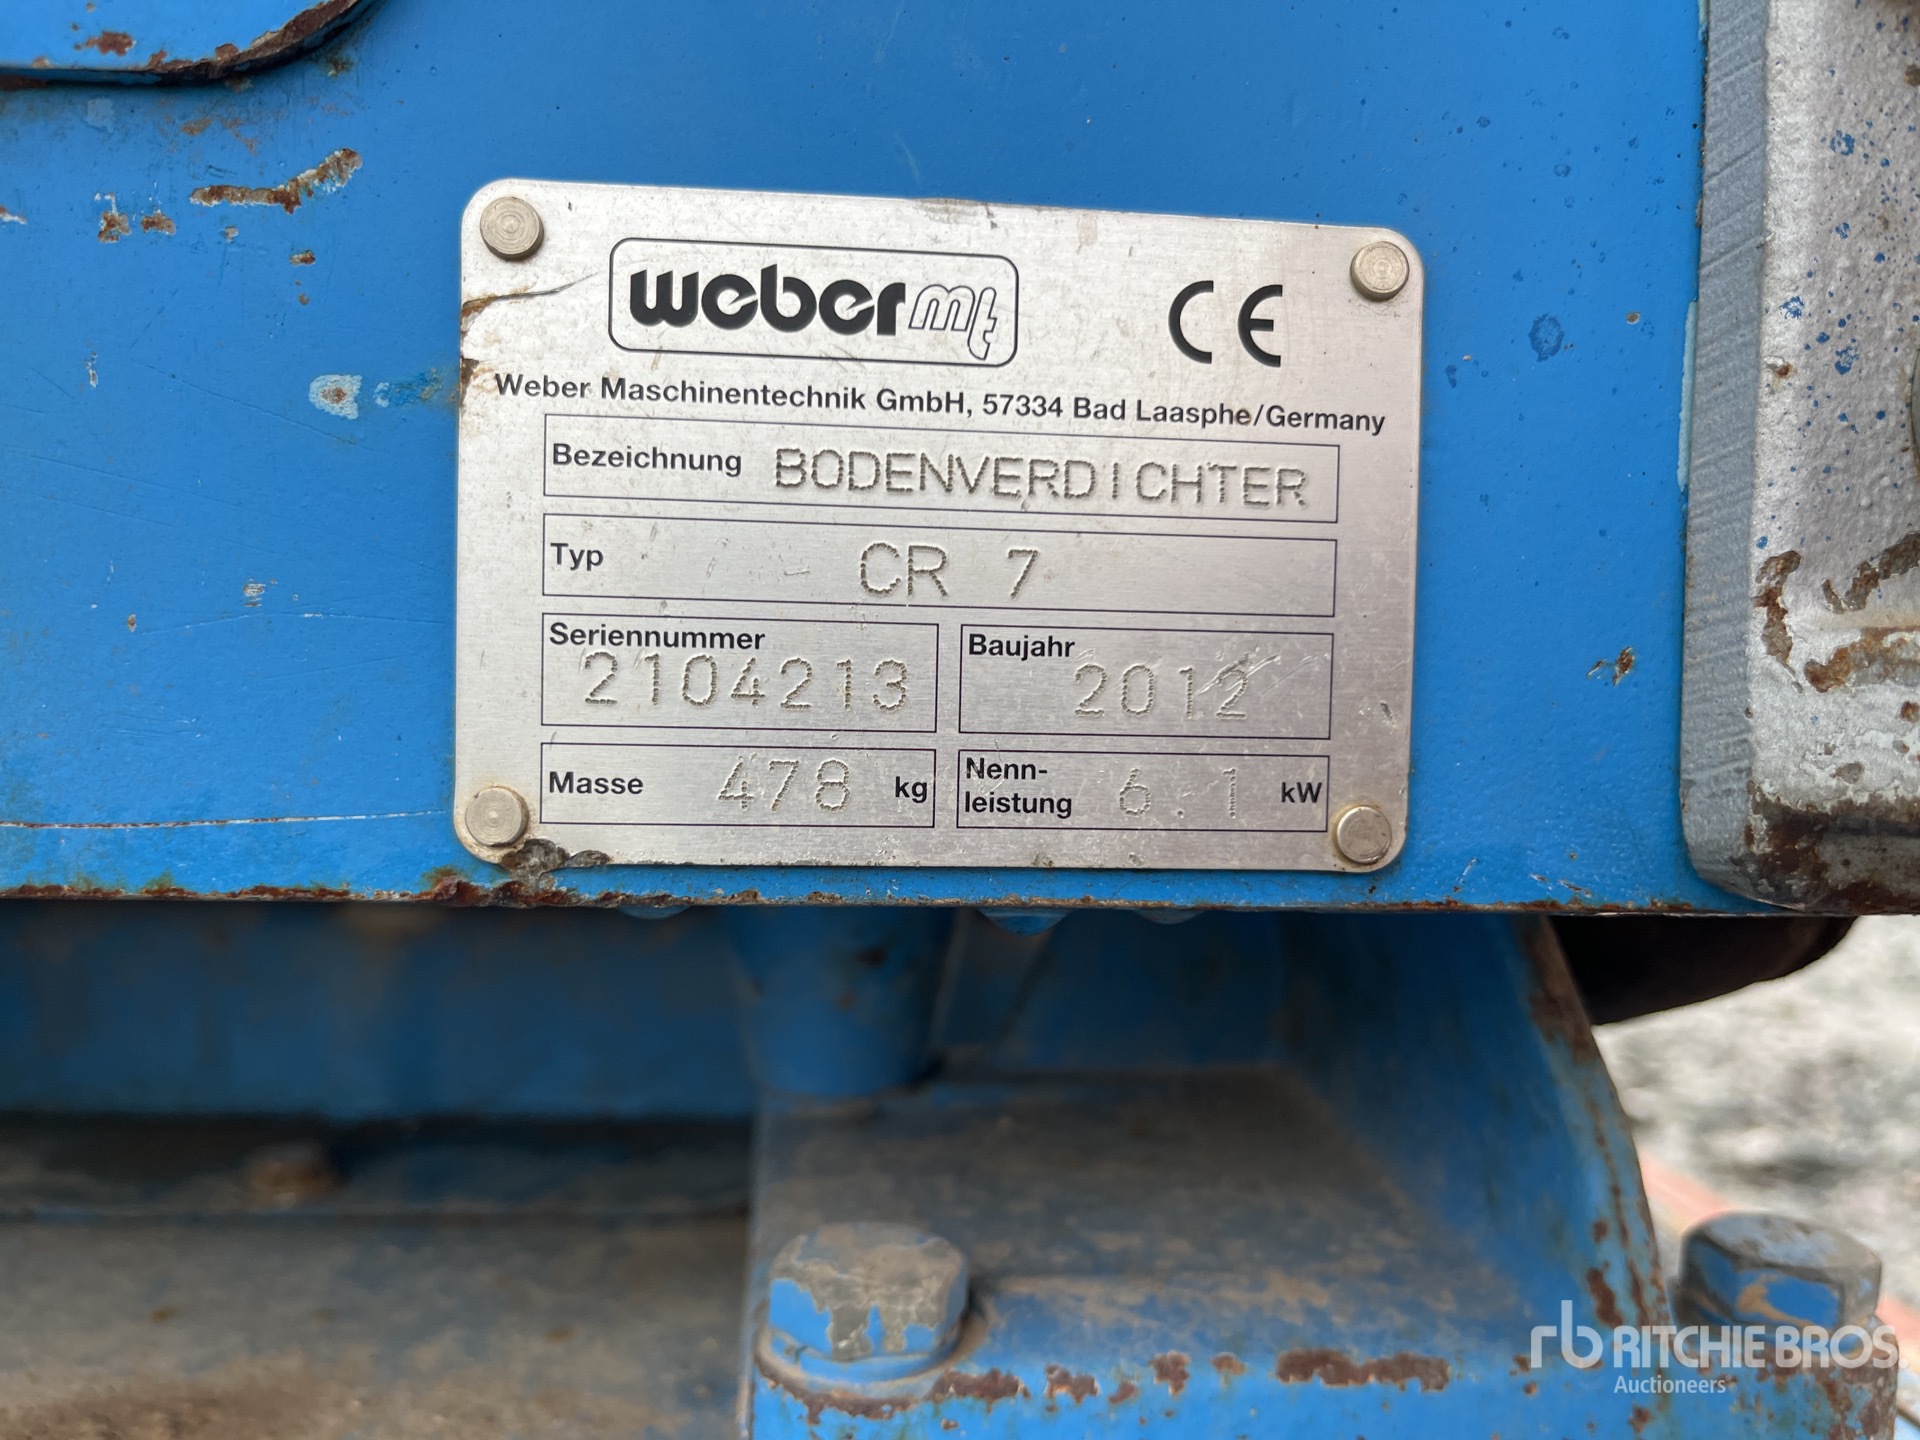 weber mt
CE
Weber Maschinentechnik GmbH, 57334 Bad Laasphe/Germany
Bezeichnung BODENVERDICHTER
Typ CR 7
Seriennummer
2104213
Baujahr
2012
Masse 478 kg
Nenn-
leistung 6.1 kW
rb RITCHIE BROS.
Auctioneers